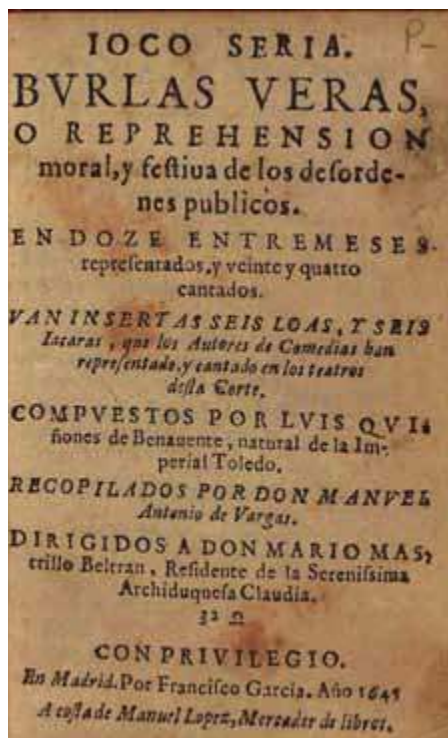 P-
IOCO SERIA.
BVRLAS VERAS,
O REPREHENSION
moral, y festiua de los desorde-
nes publicos.
EN DOZE ENTREMESES
representados, y veinte y quatro
cantados.
VAN INSERTAS SEIS LOAS, Y SEIS
Iacaras, que los Autores de Comedias han
representado, y cantado en los teatros
desta Corte.
COMPVESTOS POR LVIS QVI-
ñones de Benauente, natural de la Im-
perial Toledo.
RECOPILADOS POR DON MANVEL
Antonio de Vargas.
DIRIGIDOS A DON MARIO MAS-
trillo Beltran, Residente de la Serenissima
Archiduquesa Claudia.
32
CON PRIVILEGIO.
En Madrid. Por Francisco Garcia. Año 1645
A costa de Manuel Lopez, Mercader de libros.